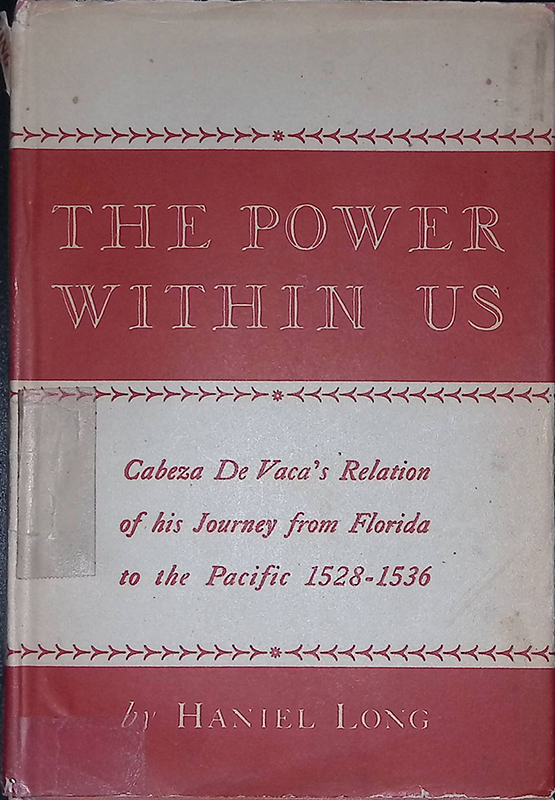 THE POWER
WITHIN US
Cabeza De Vaca's Relation
of his Journey from Florida
to the Pacific 1528-1536
by HANIEL LONG